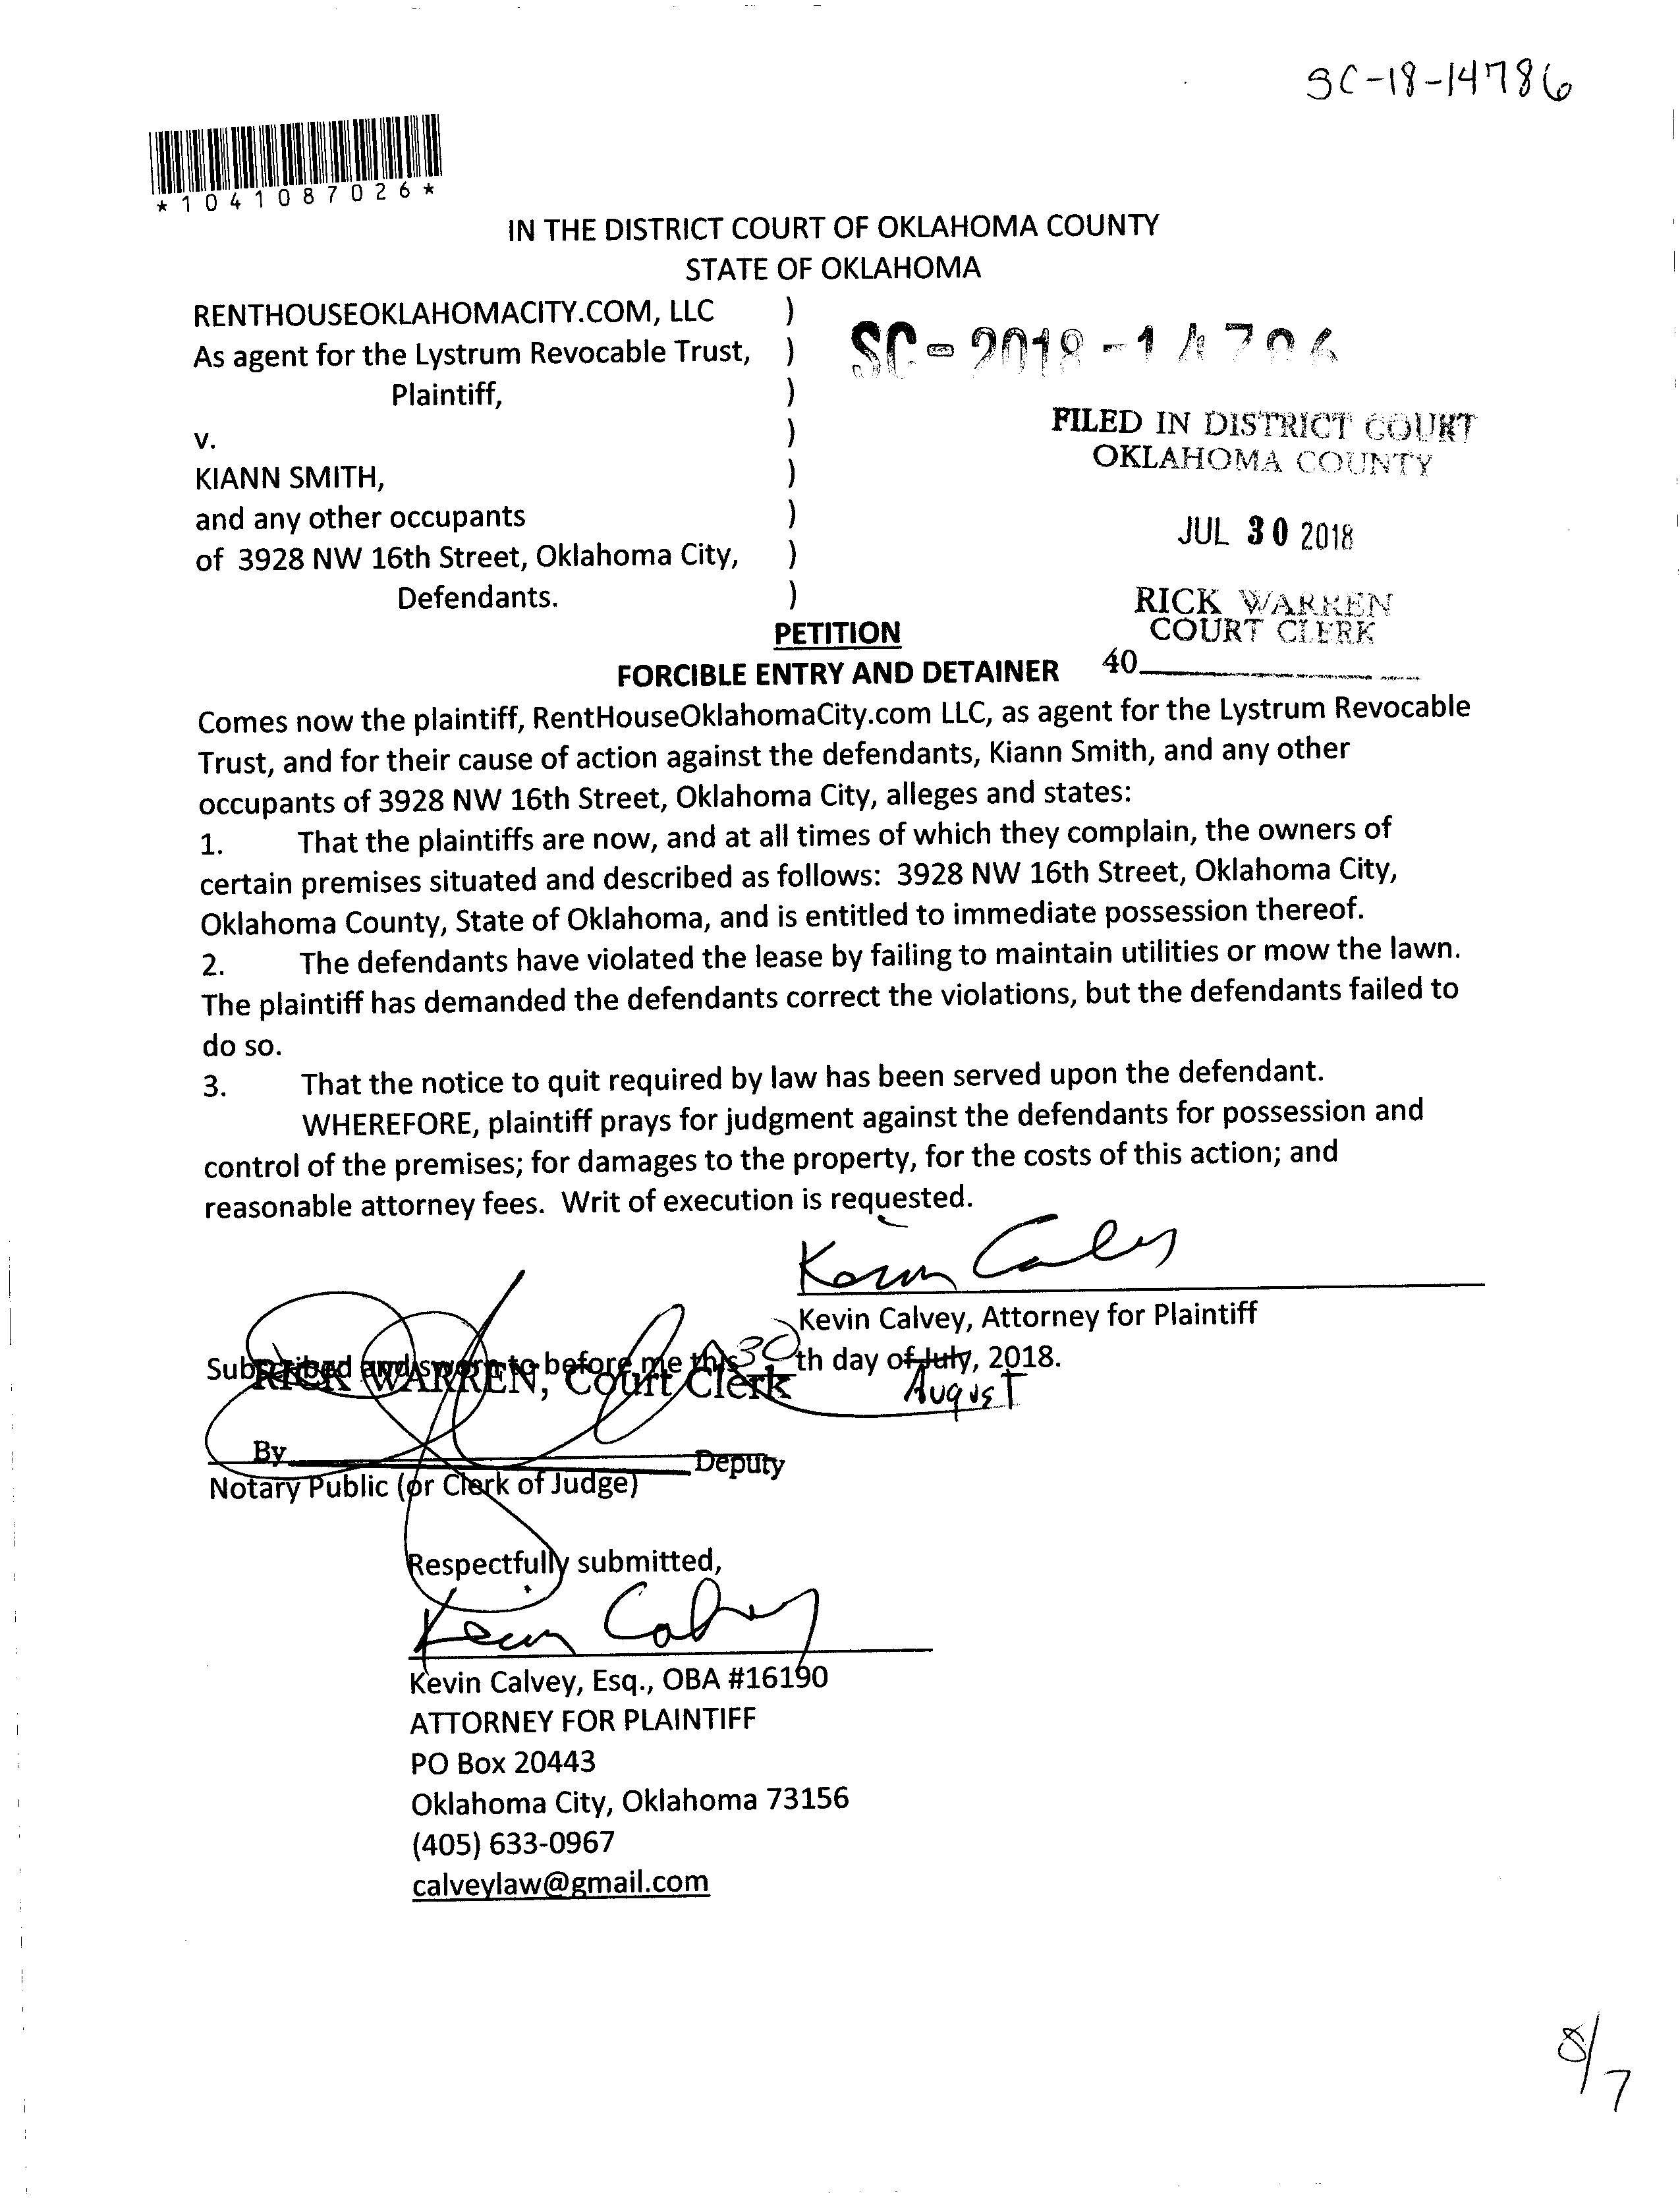 SC-18-14786
*1041087026*
IN THE DISTRICT COURT OF OKLAHOMA COUNTY
STATE OF OKLAHOMA
RENTHOUSEOKLAHOMACITY.COM, LLC )
As agent for the Lystrum Revocable Trust, )
SC-2018-14786
Plaintiff, )
v. )
KIANN SMITH, )
and any other occupants )
of 3928 NW 16th Street, Oklahoma City, )
Defendants. )
FILED IN DISTRICT COURT
OKLAHOMA COUNTY
JUL 30 2018
RICK WARREN
COURT CLERK
40
PETITION
FORCIBLE ENTRY AND DETAINER
Comes now the plaintiff, RentHouseOklahomaCity.com LLC, as agent for the Lystrum Revocable
Trust, and for their cause of action against the defendants, Kiann Smith, and any other
occupants of 3928 NW 16th Street, Oklahoma City, alleges and states:
1. That the plaintiffs are now, and at all times of which they complain, the owners of
certain premises situated and described as follows: 3928 NW 16th Street, Oklahoma City,
Oklahoma County, State of Oklahoma, and is entitled to immediate possession thereof.
2. The defendants have violated the lease by failing to maintain utilities or mow the lawn.
The plaintiff has demanded the defendants correct the violations, but the defendants failed to
do so.
3. That the notice to quit required by law has been served upon the defendant.
WHEREFORE, plaintiff prays for judgment against the defendants for possession and
control of the premises; for damages to the property, for the costs of this action; and
reasonable attorney fees. Writ of execution is requested.
Kevin Calvey
Kevin Calvey, Attorney for Plaintiff
Subscribed and sworn to before me this 30th day of July, 2018.
August
RICK WARREN, Court Clerk
By Deputy
Notary Public (or Clerk of Judge)
Respectfully submitted,
Kevin Calvey
Kevin Calvey, Esq., OBA #16190
ATTORNEY FOR PLAINTIFF
PO Box 20443
Oklahoma City, Oklahoma 73156
(405) 633-0967
calveylaw@gmail.com
8/7